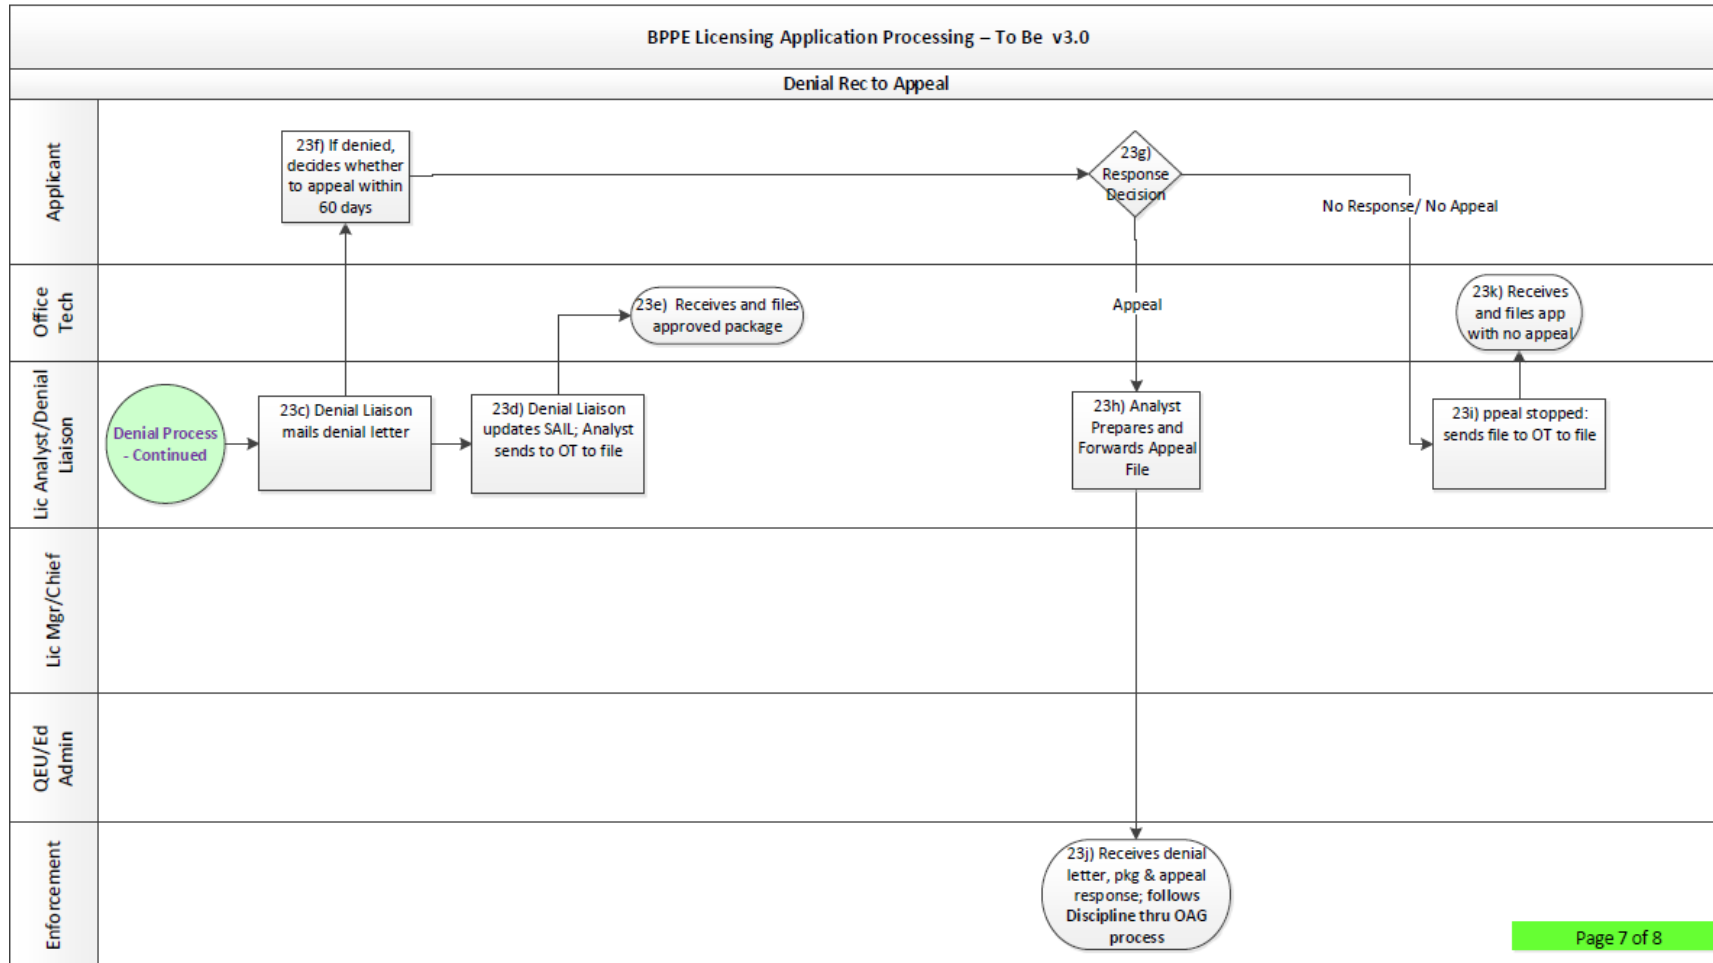 BPPE Licensing Application Processing – To Be v3.0
Denial Rec to Appeal
Applicant
23f) If denied,
decides whether
to appeal within
60 days
23g)
Response
Decision
No Response/ No Appeal
Office
Tech
23e) Receives and files
approved package
Appeal
23k) Receives
and files app
with no appeal
Lic Analyst/Denial
Liaison
Denial Process
- Continued
23c) Denial Liaison
mails denial letter
23d) Denial Liaison
updates SAIL; Analyst
sends to OT to file
23h) Analyst
Prepares and
Forwards Appeal
File
23i) ppeal stopped:
sends file to OT to file
Lic Mgr/Chief
QEU/Ed
Admin
Enforcement
23j) Receives denial
letter, pkg & appeal
response; follows
Discipline thru OAG
process
Page 7 of 8